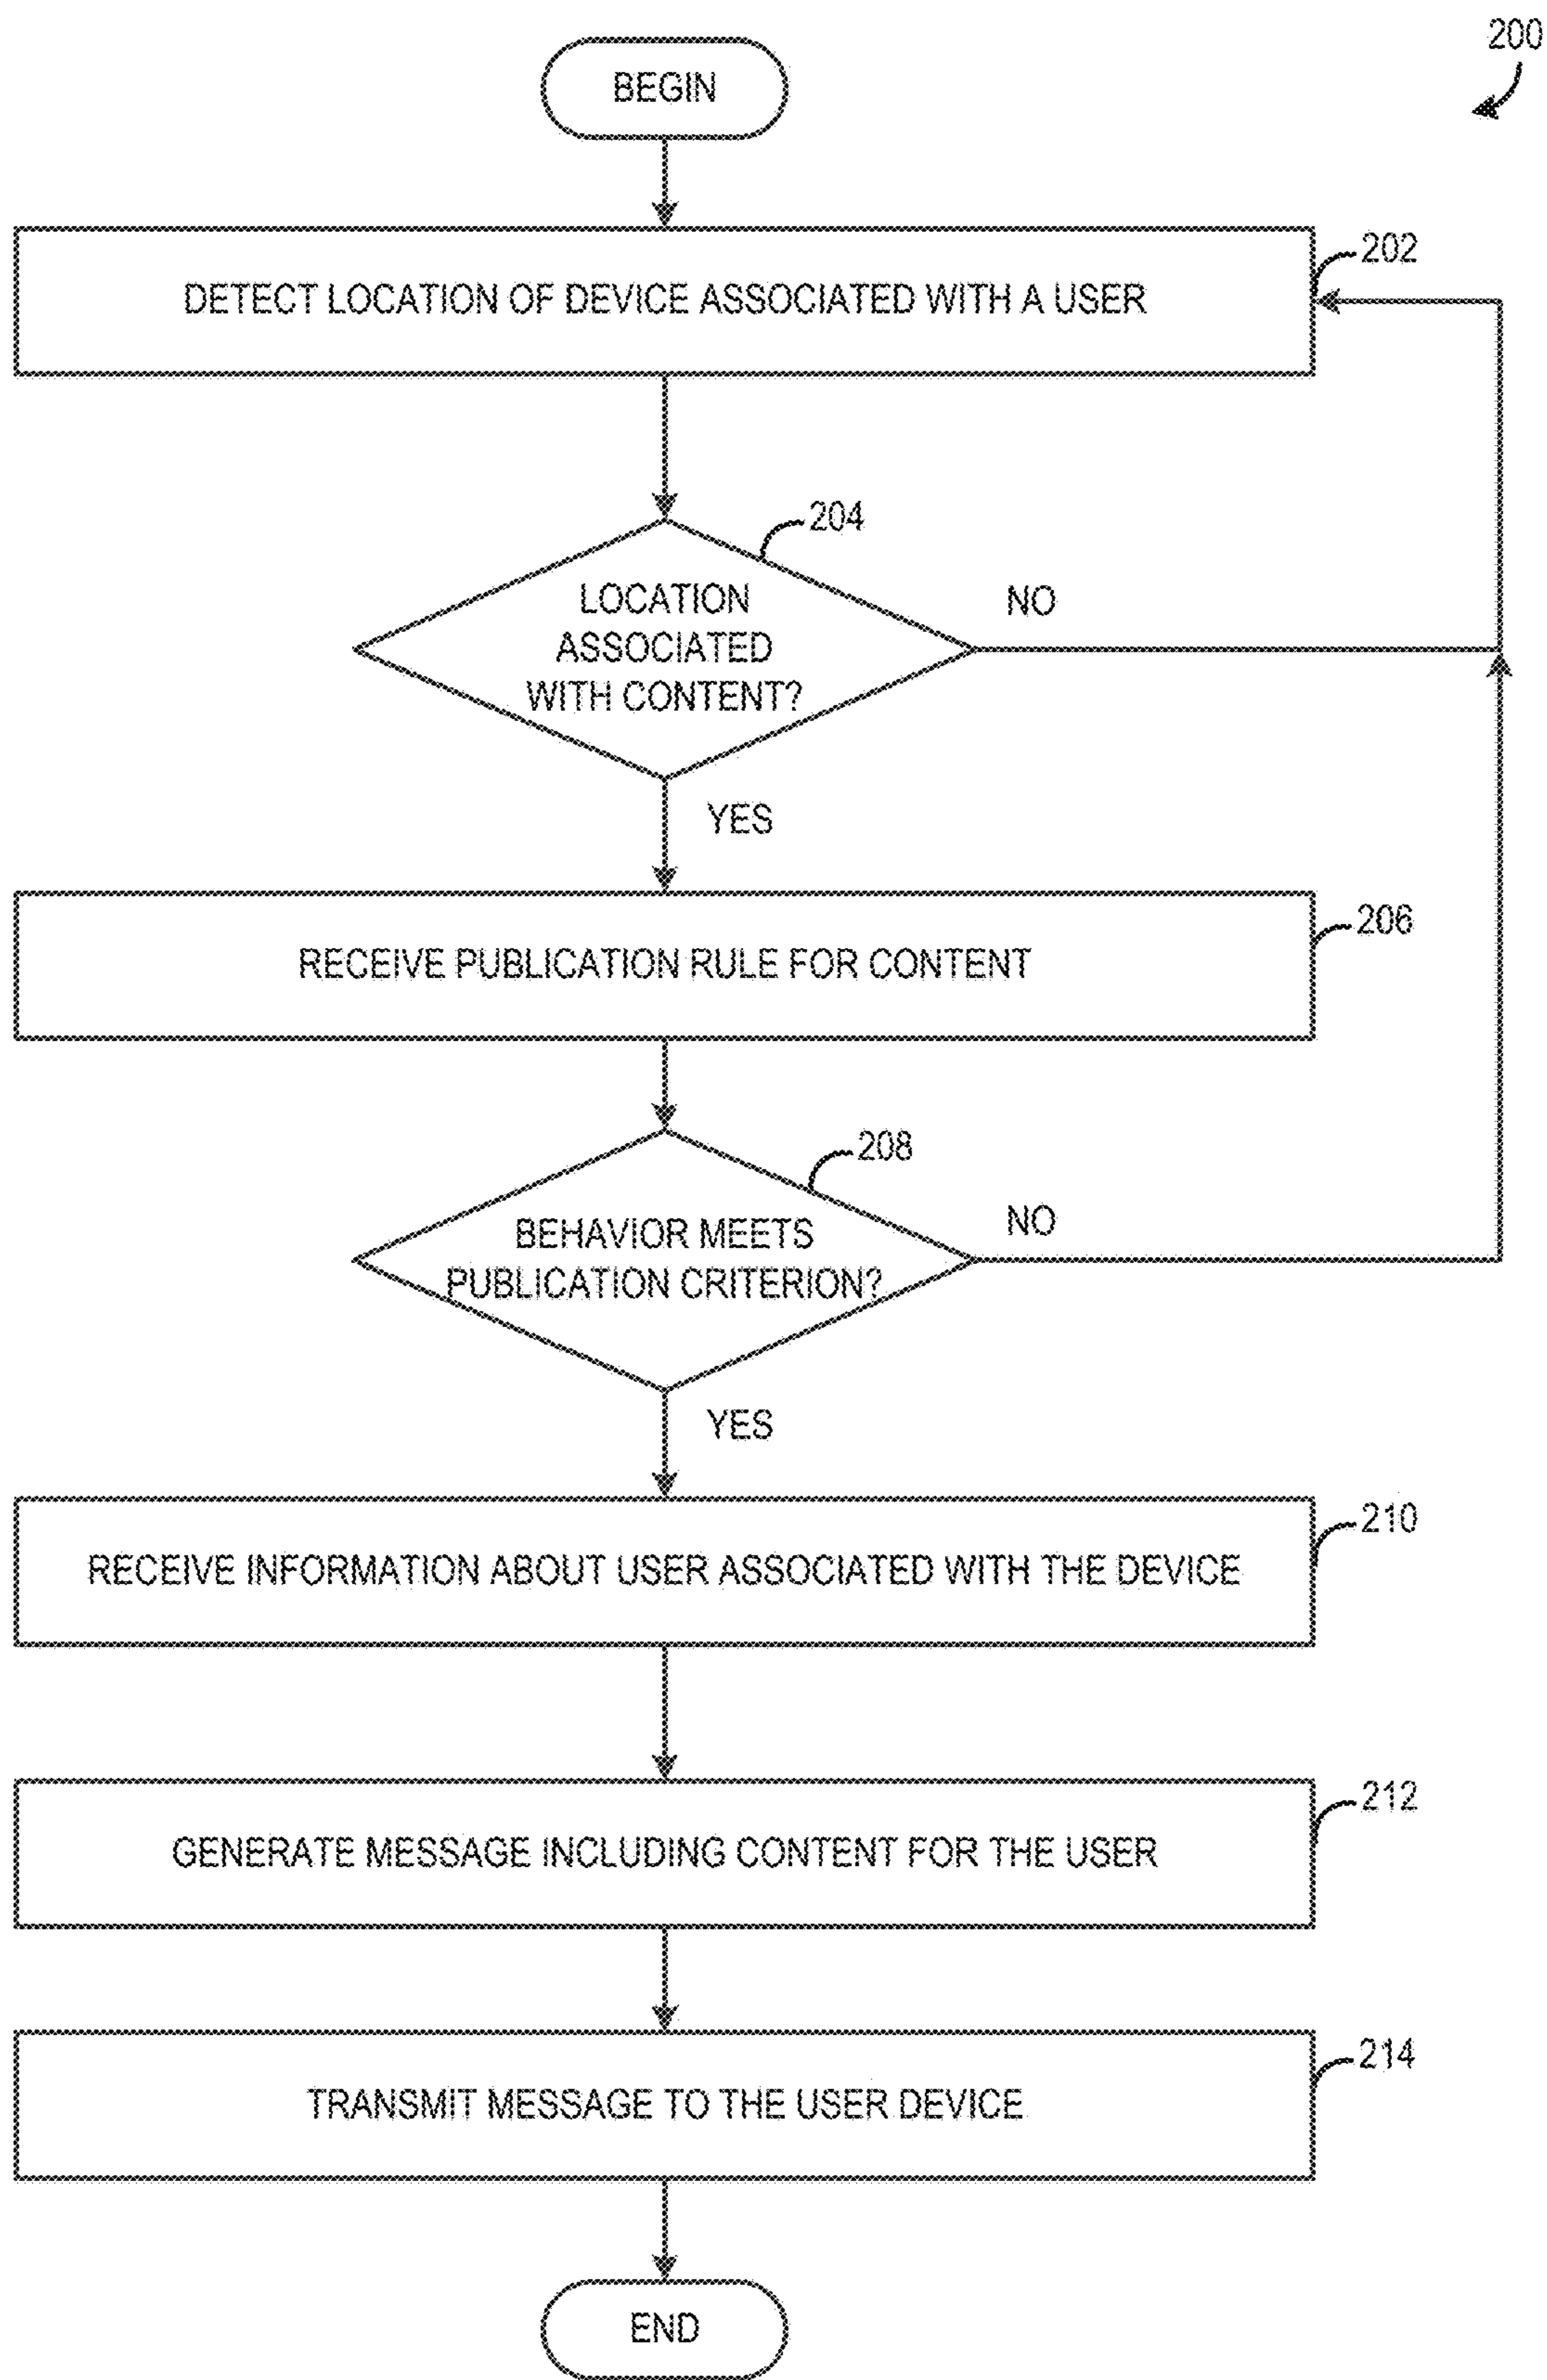 200
BEGIN
202
DETECT LOCATION OF DEVICE ASSOCIATED WITH A USER
204
LOCATION
ASSOCIATED
WITH CONTENT?
NO
YES
206
RECEIVE PUBLICATION RULE FOR CONTENT
208
BEHAVIOR MEETS
PUBLICATION CRITERION?
NO
YES
210
RECEIVE INFORMATION ABOUT USER ASSOCIATED WITH THE DEVICE
212
GENERATE MESSAGE INCLUDING CONTENT FOR THE USER
214
TRANSMIT MESSAGE TO THE USER DEVICE
END